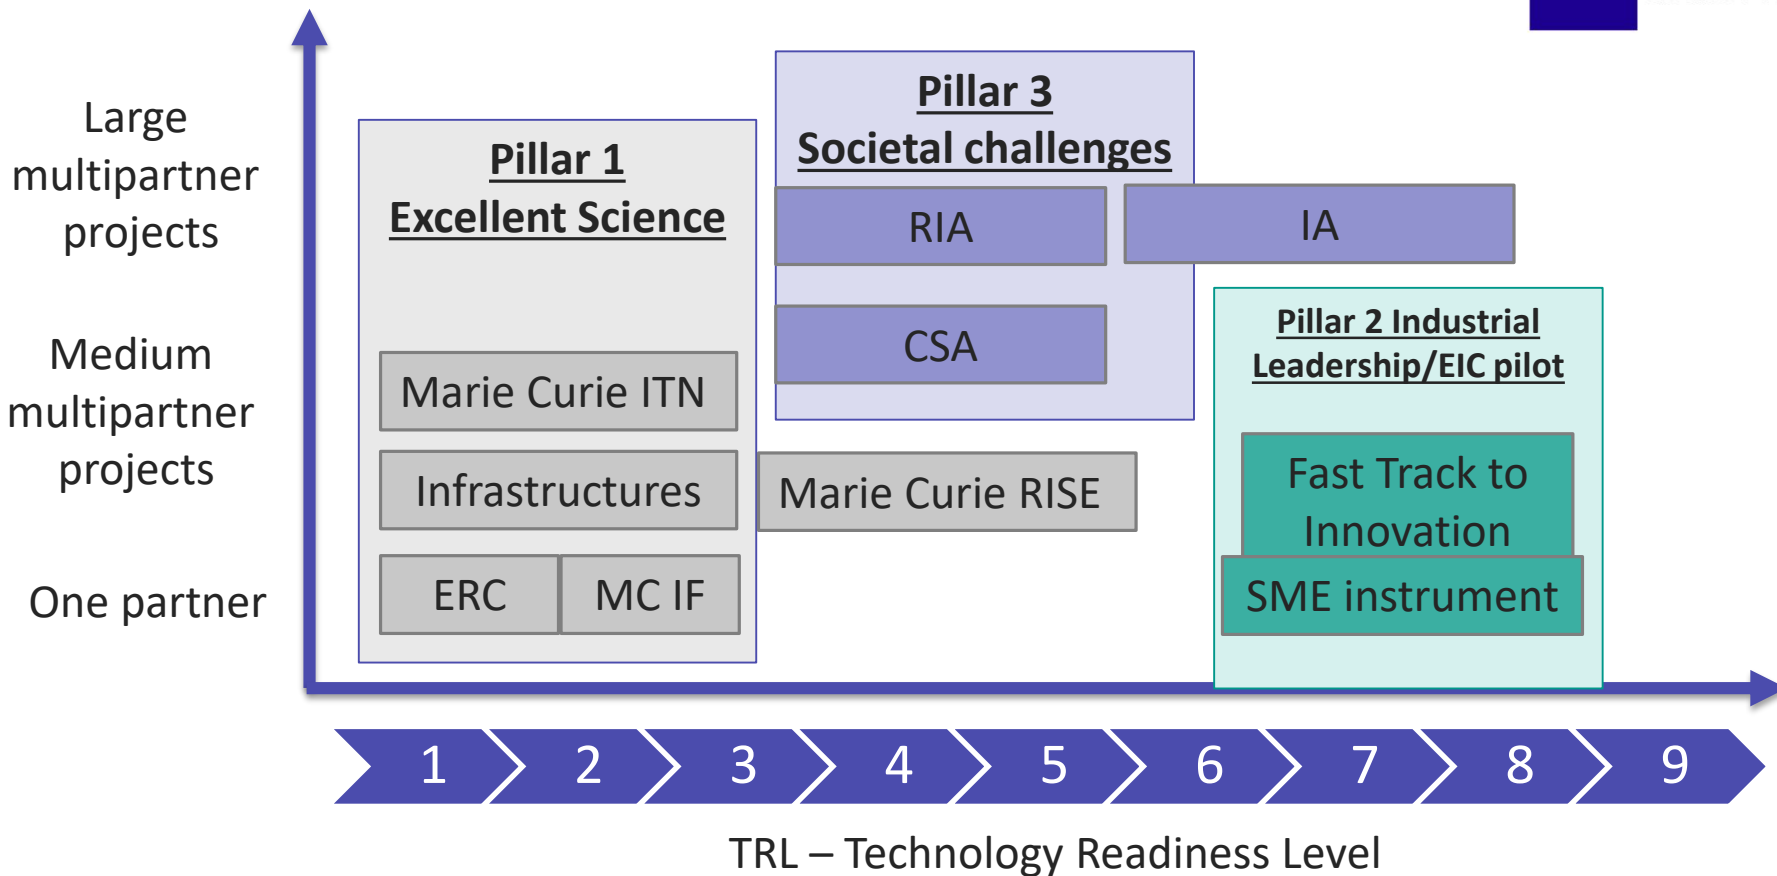 Large
multipartner
projects
Medium
multipartner
projects
One partner
Pillar 1
Excellent Science
Marie Curie ITN
Infrastructures
ERC
MC IF
Pillar 3
Societal challenges
RIA
IA
CSA
Marie Curie RISE
Pillar 2 Industrial
Leadership/EIC pilot
Fast Track to
Innovation
SME instrument
1
2
3
4
5
6
7
8
9
TRL – Technology Readiness Level